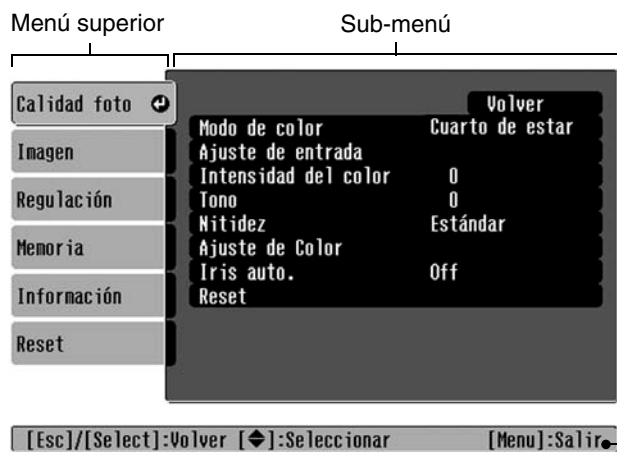 Menú superior
Sub-menú
Calidad foto
Imagen
Regulación
Memoria
Información
Reset
Volver
Modo de color Cuarto de estar
Ajuste de entrada
Intensidad del color 0
Tono 0
Nitidez Estándar
Ajuste de Color
Iris auto. Off
Reset
[Esc]/[Select]:Volver [◆]:Seleccionar [Menu]:Salir